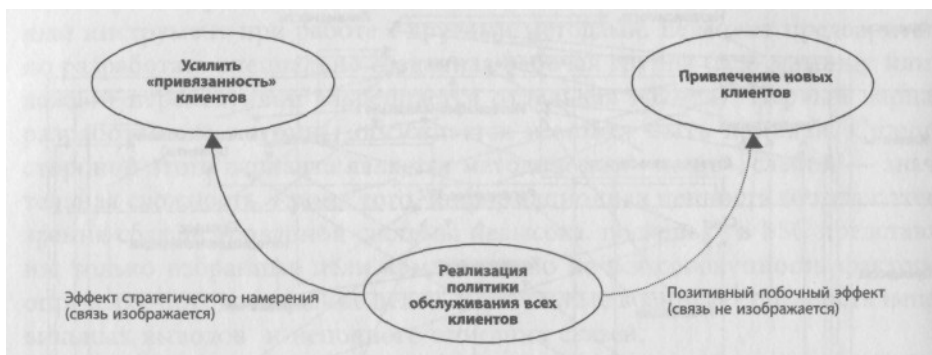 Усилить
«привязанность»
клиентов
Привлечение новых
клиентов
Реализация
политики
обслуживания всех
клиентов
Эффект стратегического намерения
(связь изображается)
Позитивный побочный эффект
(связь не изображается)